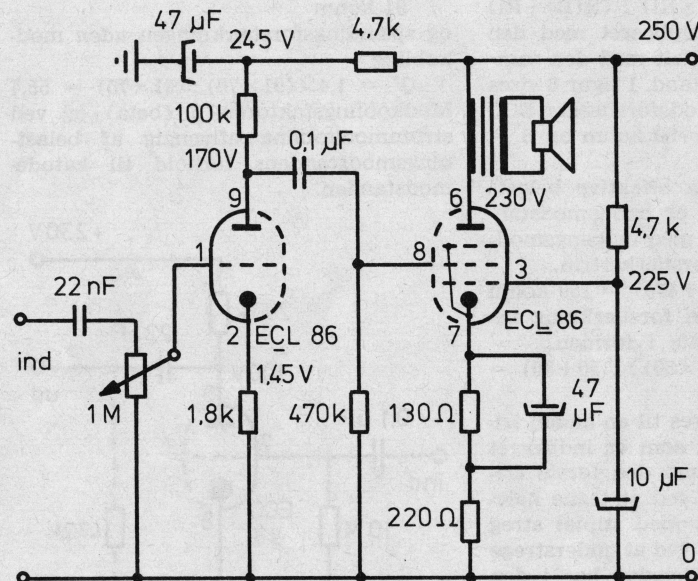 47 µF
245 V
4.7k
250 V
100k
170V
0,1 µF
9
6
230 V
4,7 k
1
8
3
225 V
22 nF
2
ECL 86
7
ECL 86
ind
1,45 V
1M
1,8k
470k
130 Ω
47
µF
10 µF
220 Ω
0